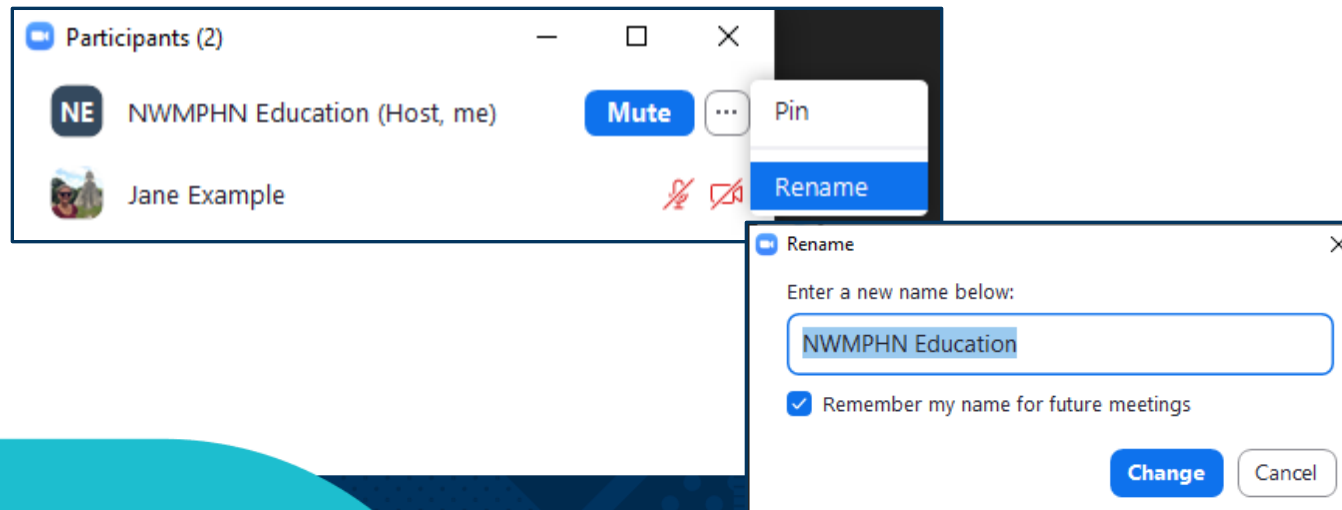 Participants (2)
NE NWMPHN Education (Host, me) Mute ... Pin
Jane Example Rename
Rename
Enter a new name below:
NWMPHN Education
Remember my name for future meetings
Change Cancel